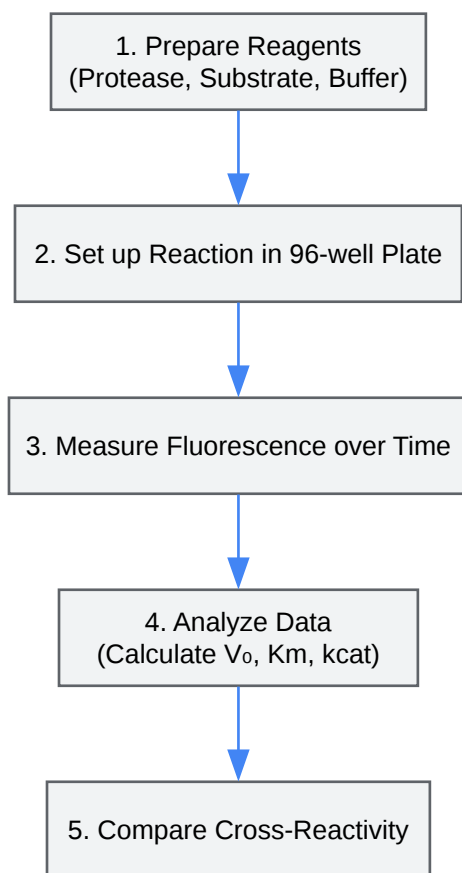 1. Prepare Reagents
(Protease, Substrate, Buffer)
2. Set up Reaction in 96-well Plate
3. Measure Fluorescence over Time
4. Analyze Data
(Calculate V₀, Km, kcat)
5. Compare Cross-Reactivity